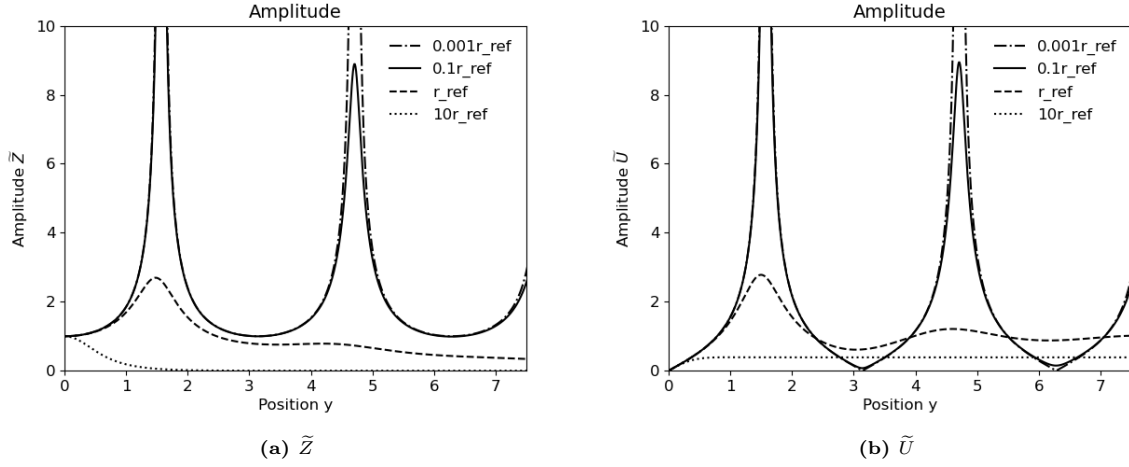 Amplitude
10
8
6
4
2
0
0 1 2 3 4 5 6 7
Amplitude Z̃
Position y
0.001r_ref
0.1r_ref
r_ref
10r_ref
(a) Z̃
Amplitude
10
8
6
4
2
0
0 1 2 3 4 5 6 7
Amplitude Ũ
Position y
0.001r_ref
0.1r_ref
r_ref
10r_ref
(b) Ũ